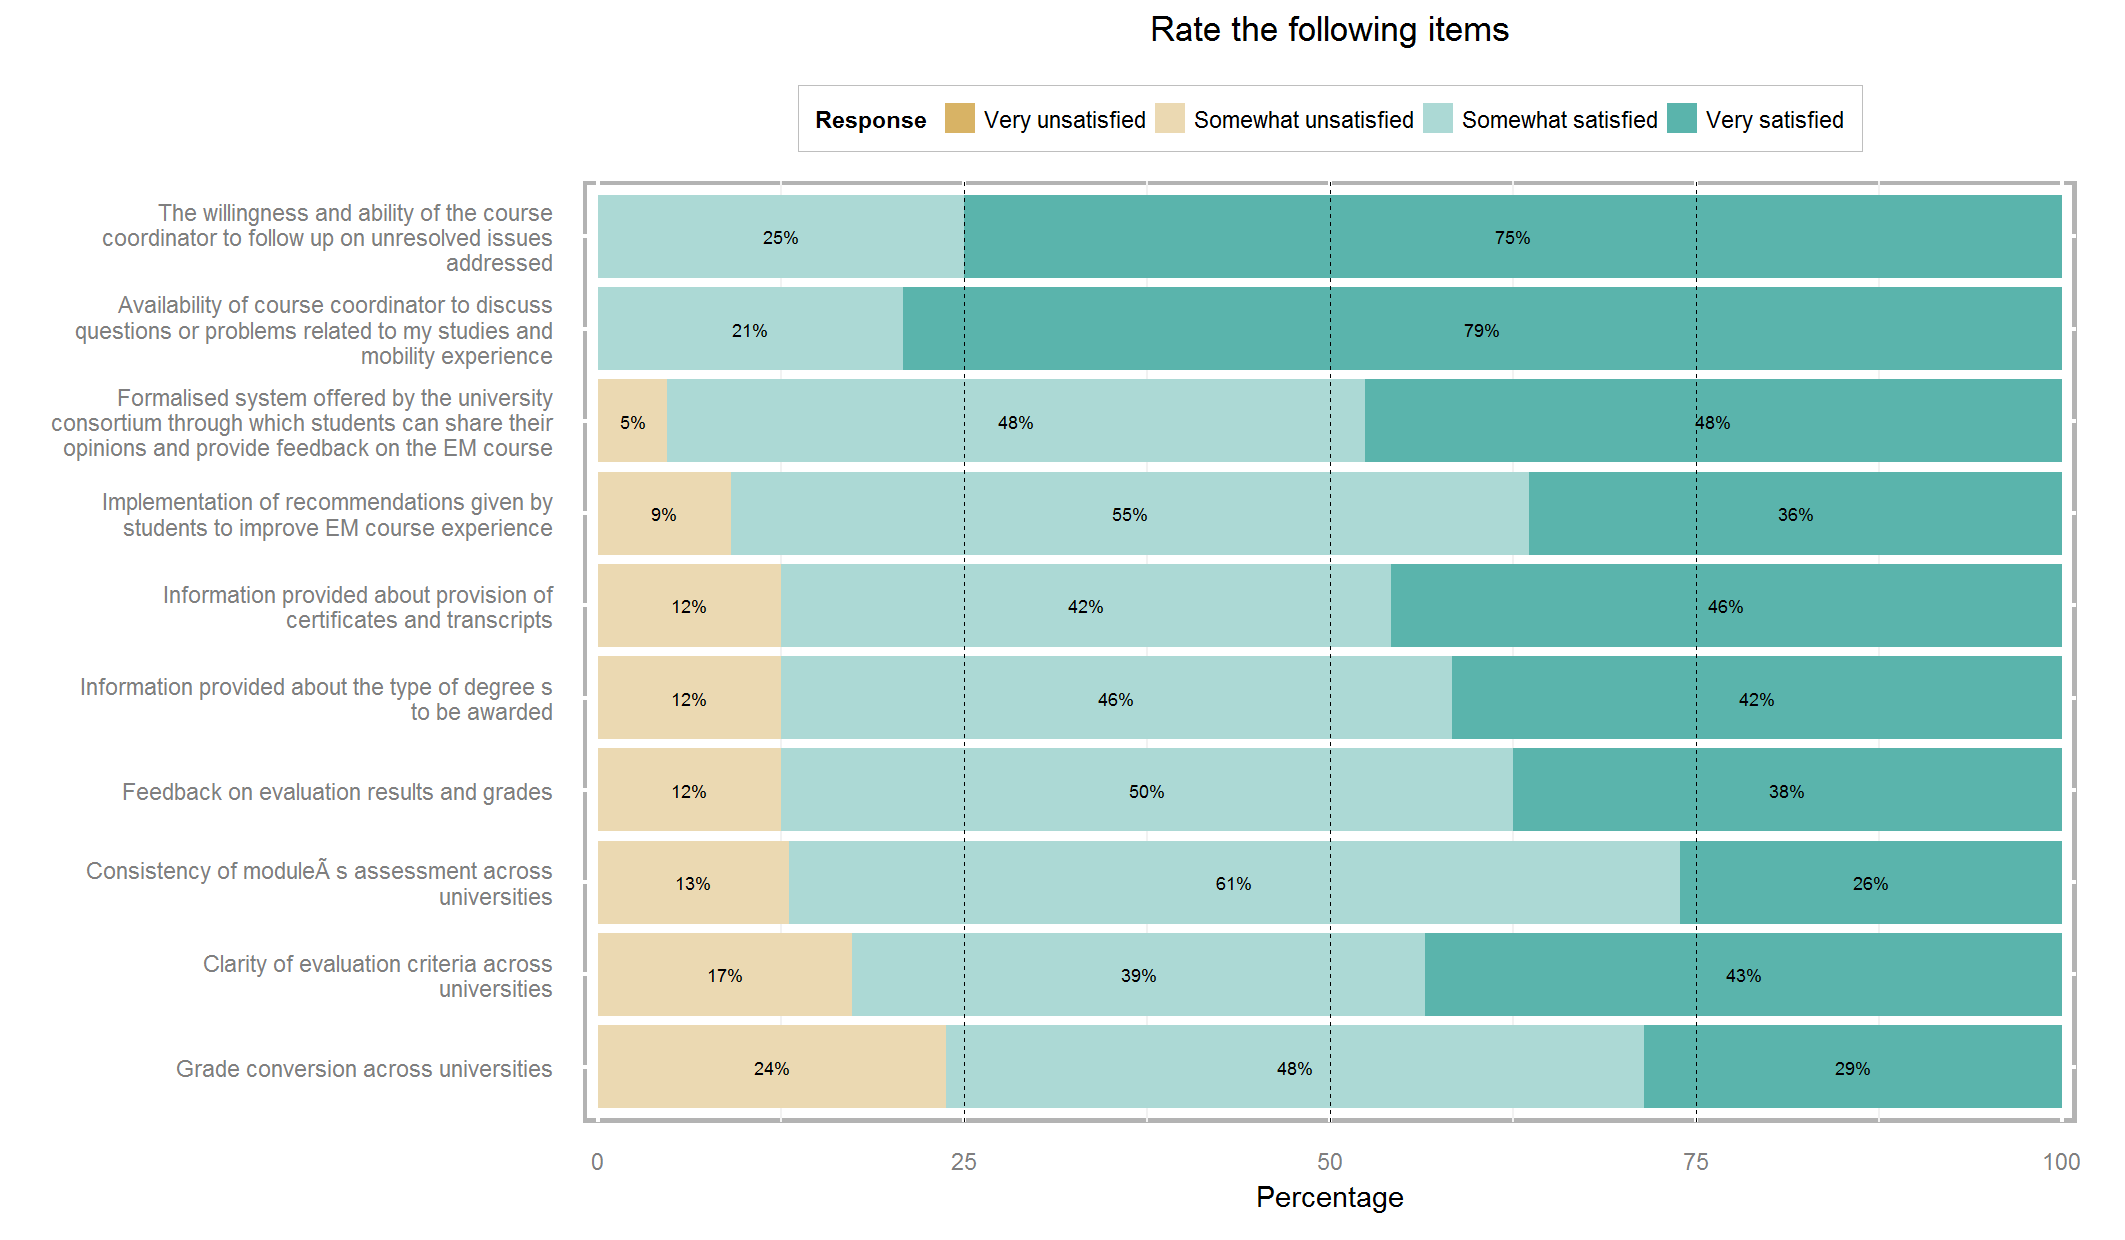 Rate the following items
Response Very unsatisfied Somewhat unsatisfied Somewhat satisfied Very satisfied
The willingness and ability of the course
coordinator to follow up on unresolved issues
addressed
25% 75%
Availability of course coordinator to discuss
questions or problems related to my studies and
mobility experience
21% 79%
Formalised system offered by the university
consortium through which students can share their
opinions and provide feedback on the EM course
5% 48% 48%
Implementation of recommendations given by
students to improve EM course experience
9% 55% 36%
Information provided about provision of
certificates and transcripts
12% 42% 46%
Information provided about the type of degree s
to be awarded
12% 46% 42%
Feedback on evaluation results and grades
12% 50% 38%
Consistency of moduleÃ s assessment across
universities
13% 61% 26%
Clarity of evaluation criteria across
universities
17% 39% 43%
Grade conversion across universities
24% 48% 29%
0 25 50 75 100
Percentage